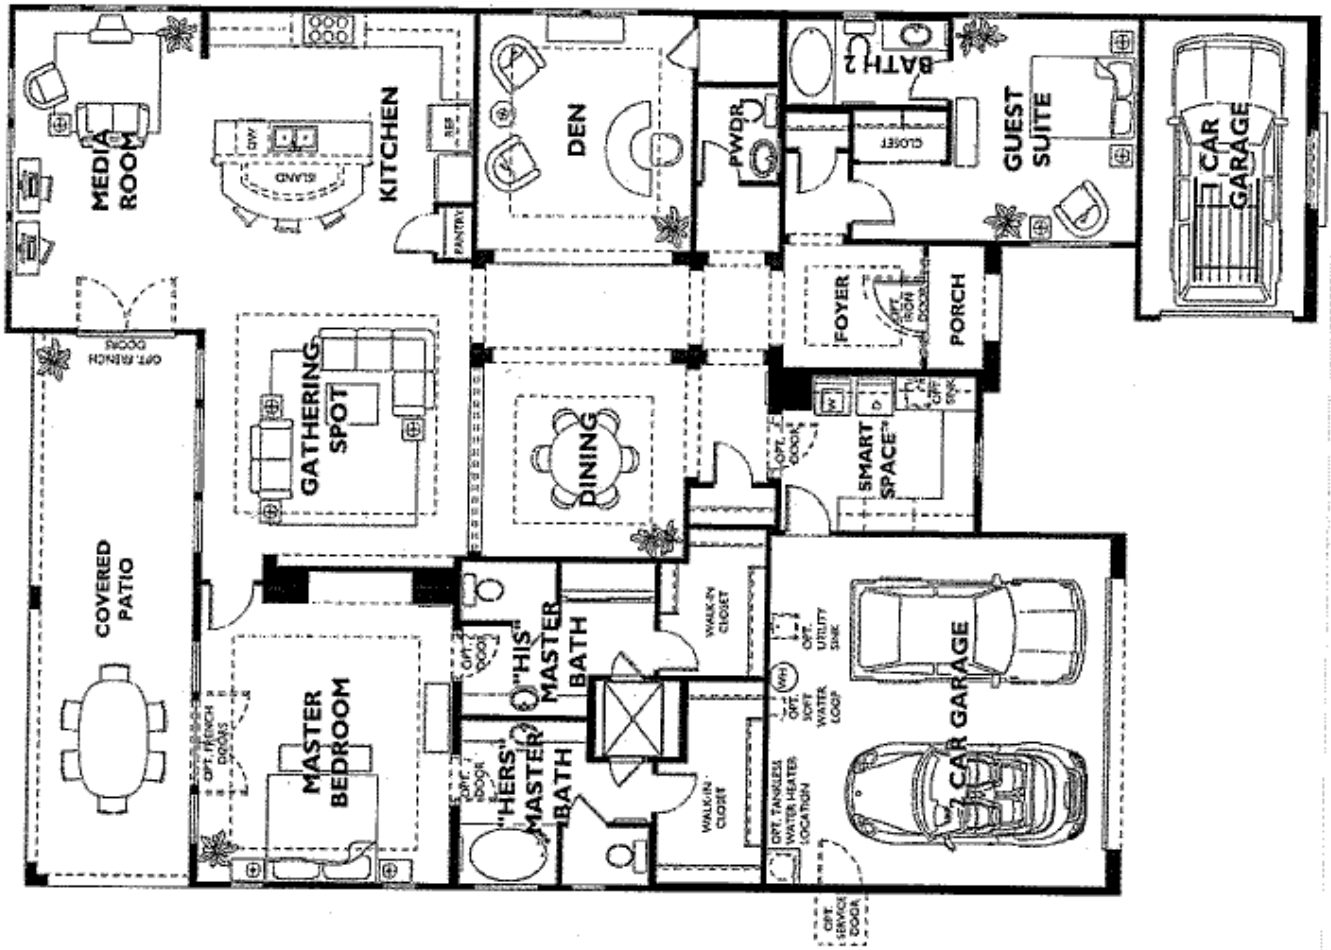 MEDIA
ROOM
KITCHEN
DW
ISLAND
REF
PANTRY
DEN
PWDR
BATH 2
CLOSET
GUEST
SUITE
CAR
GARAGE
OPT. FRENCH
DOORS
GATHERING
SPOT
DINING
FOYER
OPT.
IRON
DOOR
PORCH
W
D
OPT.
SINK
OPT.
DOOR
SMART
SPACE™
COVERED
PATIO
OPT. FRENCH
DOORS
MASTER
BEDROOM
OPT.
DOOR
"HIS"
MASTER
BATH
WALK-IN
CLOSET
OPT.
DOOR
"HERS"
MASTER
BATH
WALK-IN
CLOSET
OPT.
UTILITY
SINK
WH
OPT.
SOFT
WATER
LOOP
OPT. TANKLESS
WATER HEATER
LOCATION
CAR GARAGE
OPT.
SERVICE
DOOR